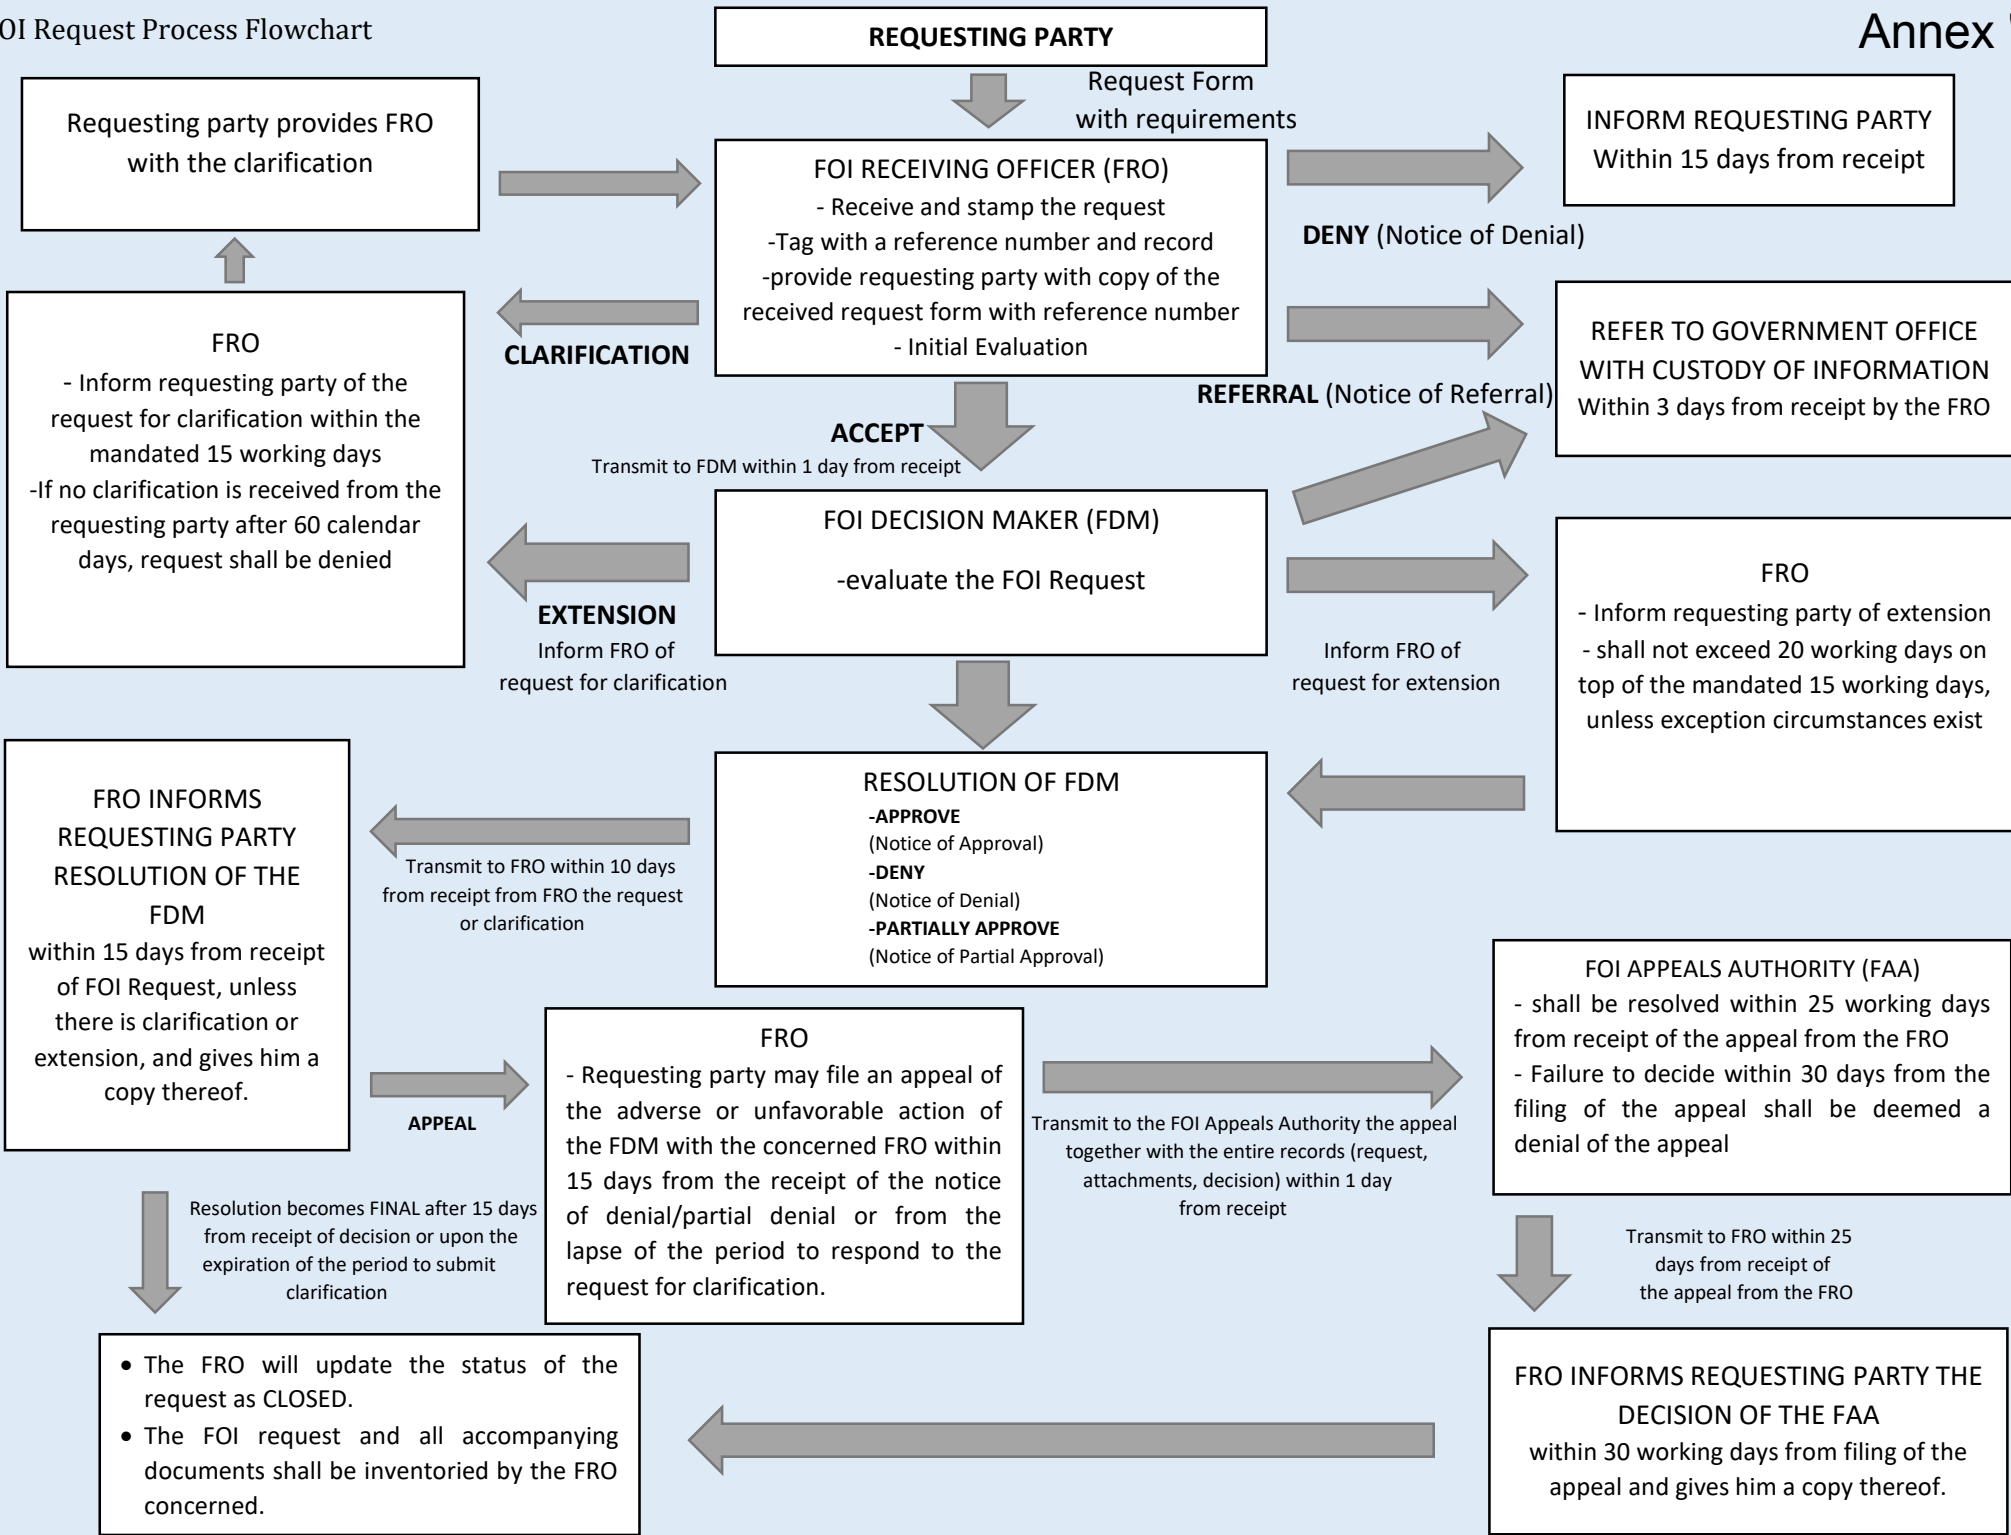 OI Request Process Flowchart
Annex "
REQUESTING PARTY
Request Form
with requirements
Requesting party provides FRO
with the clarification
FOI RECEIVING OFFICER (FRO)
- Receive and stamp the request
-Tag with a reference number and record
-provide requesting party with copy of the
received request form with reference number
- Initial Evaluation
INFORM REQUESTING PARTY
Within 15 days from receipt
DENY (Notice of Denial)
CLARIFICATION
FRO
- Inform requesting party of the
request for clarification within the
mandated 15 working days
-If no clarification is received from the
requesting party after 60 calendar
days, request shall be denied
REFERRAL (Notice of Referral)
REFER TO GOVERNMENT OFFICE
WITH CUSTODY OF INFORMATION
Within 3 days from receipt by the FRO
ACCEPT
Transmit to FDM within 1 day from receipt
FOI DECISION MAKER (FDM)
-evaluate the FOI Request
EXTENSION
Inform FRO of
request for clarification
Inform FRO of
request for extension
FRO
- Inform requesting party of extension
- shall not exceed 20 working days on
top of the mandated 15 working days,
unless exception circumstances exist
RESOLUTION OF FDM
-APPROVE
(Notice of Approval)
-DENY
(Notice of Denial)
-PARTIALLY APPROVE
(Notice of Partial Approval)
Transmit to FRO within 10 days
from receipt from FRO the request
or clarification
FRO INFORMS
REQUESTING PARTY
RESOLUTION OF THE
FDM
within 15 days from receipt
of FOI Request, unless
there is clarification or
extension, and gives him a
copy thereof.
APPEAL
FRO
- Requesting party may file an appeal of
the adverse or unfavorable action of
the FDM with the concerned FRO within
15 days from the receipt of the notice
of denial/partial denial or from the
lapse of the period to respond to the
request for clarification.
Transmit to the FOI Appeals Authority the appeal
together with the entire records (request,
attachments, decision) within 1 day
from receipt
FOI APPEALS AUTHORITY (FAA)
- shall be resolved within 25 working days
from receipt of the appeal from the FRO
- Failure to decide within 30 days from the
filing of the appeal shall be deemed a
denial of the appeal
Resolution becomes FINAL after 15 days
from receipt of decision or upon the
expiration of the period to submit
clarification
Transmit to FRO within 25
days from receipt of
the appeal from the FRO
• The FRO will update the status of the
request as CLOSED.
• The FOI request and all accompanying
documents shall be inventoried by the FRO
concerned.
FRO INFORMS REQUESTING PARTY THE
DECISION OF THE FAA
within 30 working days from filing of the
appeal and gives him a copy thereof.